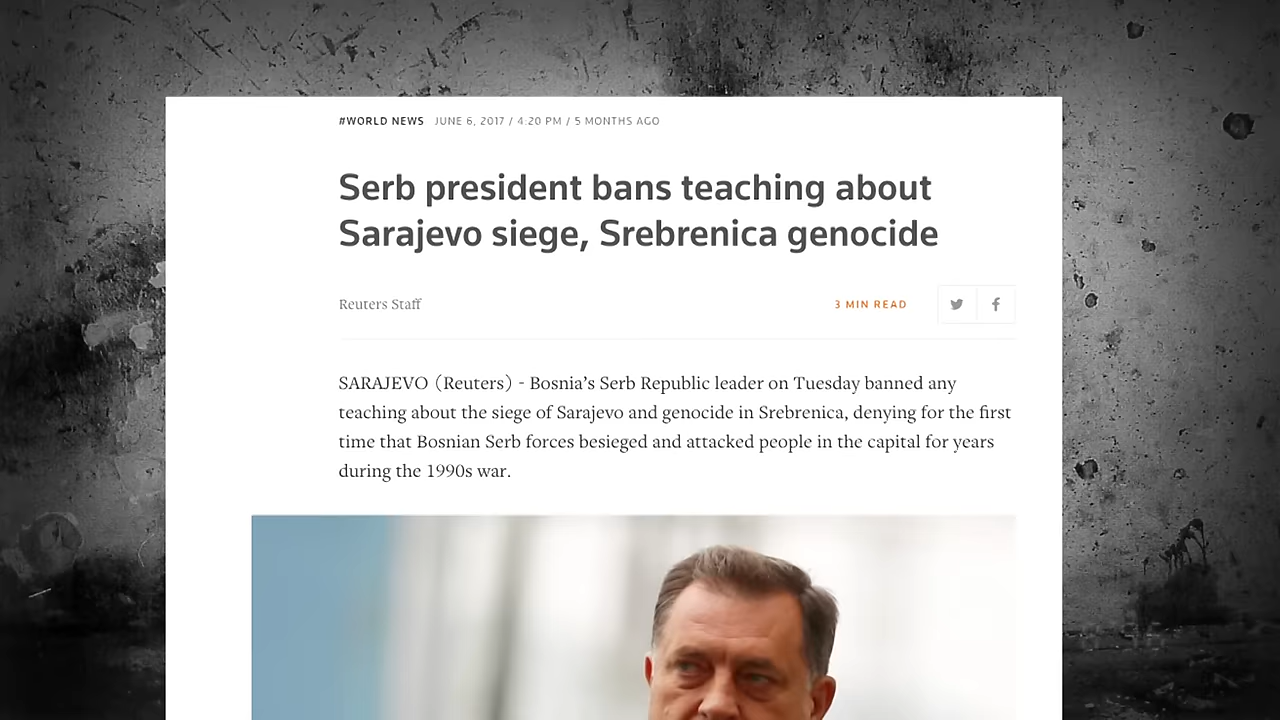 #WORLD NEWS JUNE 6, 2017 / 4:20 PM / 5 MONTHS AGO
Serb president bans teaching about
Sarajevo siege, Srebrenica genocide
Reuters Staff 3 MIN READ
SARAJEVO (Reuters) - Bosnia’s Serb Republic leader on Tuesday banned any
teaching about the siege of Sarajevo and genocide in Srebrenica, denying for the first
time that Bosnian Serb forces besieged and attacked people in the capital for years
during the 1990s war.